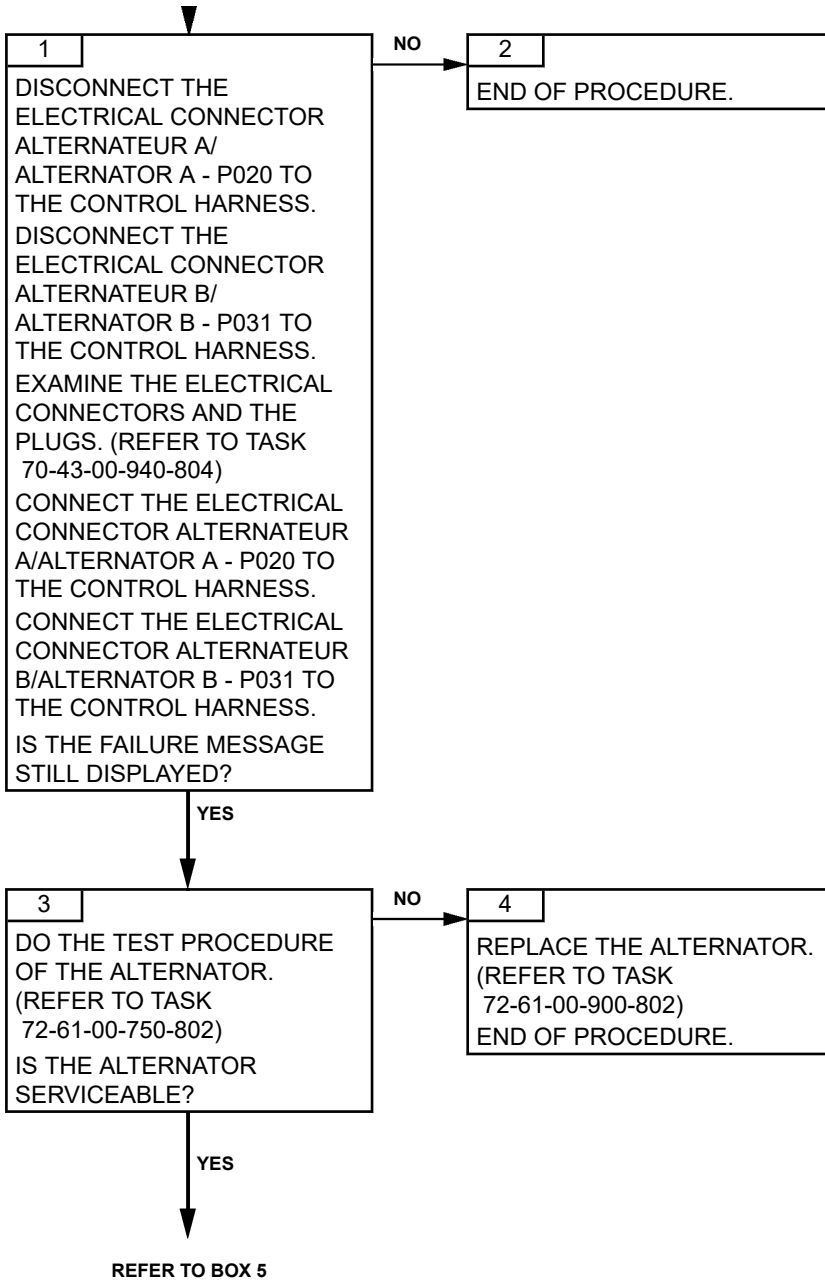 1
DISCONNECT THE
ELECTRICAL CONNECTOR
ALTERNATEUR A/
ALTERNATOR A - P020 TO
THE CONTROL HARNESS.
DISCONNECT THE
ELECTRICAL CONNECTOR
ALTERNATEUR B/
ALTERNATOR B - P031 TO
THE CONTROL HARNESS.
EXAMINE THE ELECTRICAL
CONNECTORS AND THE
PLUGS. (REFER TO TASK
70-43-00-940-804)
CONNECT THE ELECTRICAL
CONNECTOR ALTERNATEUR
A/ALTERNATOR A - P020 TO
THE CONTROL HARNESS.
CONNECT THE ELECTRICAL
CONNECTOR ALTERNATEUR
B/ALTERNATOR B - P031 TO
THE CONTROL HARNESS.
IS THE FAILURE MESSAGE
STILL DISPLAYED?
NO
2
END OF PROCEDURE.
YES
3
DO THE TEST PROCEDURE
OF THE ALTERNATOR.
(REFER TO TASK
72-61-00-750-802)
IS THE ALTERNATOR
SERVICEABLE?
NO
4
REPLACE THE ALTERNATOR.
(REFER TO TASK
72-61-00-900-802)
END OF PROCEDURE.
YES
REFER TO BOX 5